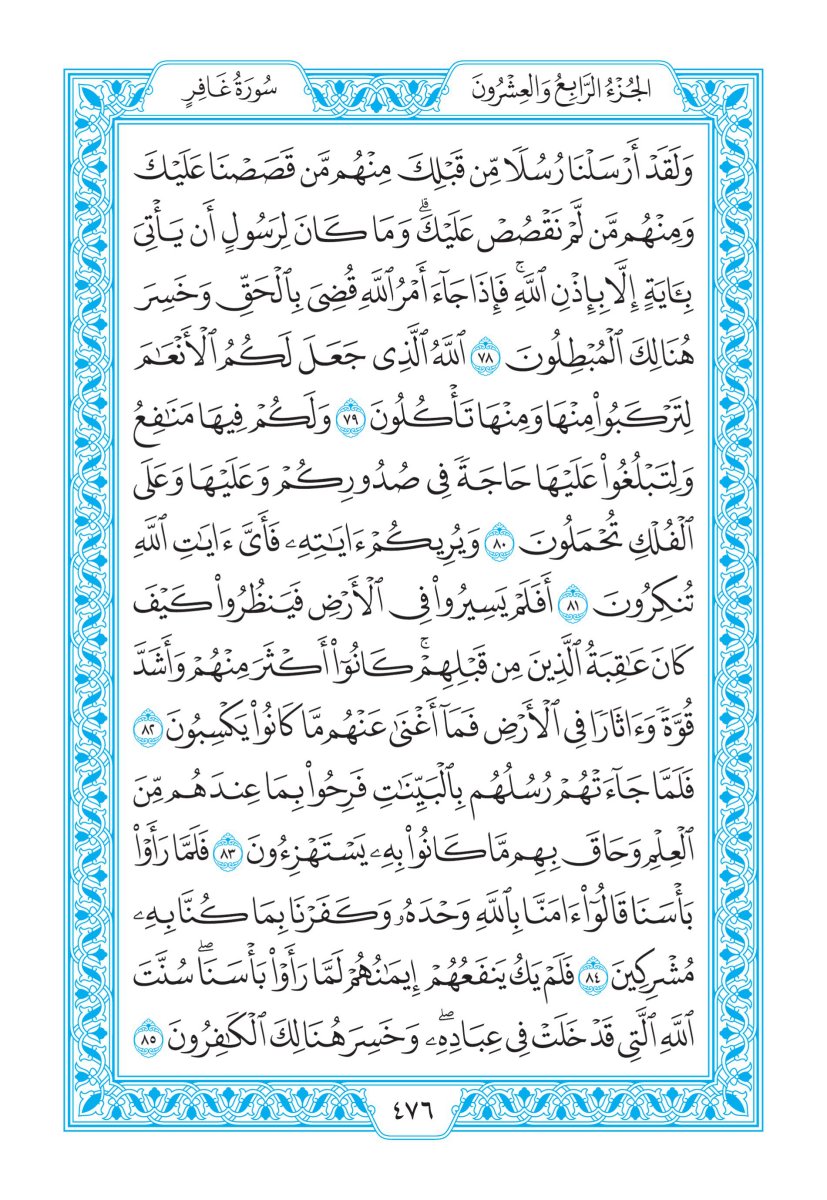 الجُزْءُ الرَّابِعُ وَالعِشْرُونَ
سُورَةُ غَافِرٍ
وَلَقَدۡ أَرۡسَلۡنَا رُسُلٗا مِّن قَبۡلِكَ مِنۡهُم مَّن قَصَصۡنَا عَلَيۡكَ
وَمِنۡهُم مَّن لَّمۡ نَقۡصُصۡ عَلَيۡكَۗ وَمَا كَانَ لِرَسُولٍ أَن يَأۡتِيَ
بِـَٔايَةٍ إِلَّا بِإِذۡنِ ٱللَّهِۚ فَإِذَا جَآءَ أَمۡرُ ٱللَّهِ قُضِيَ بِٱلۡحَقِّ وَخَسِرَ
هُنَالِكَ ٱلۡمُبۡطِلُونَ ٧٨ ٱللَّهُ ٱلَّذِي جَعَلَ لَكُمُ ٱلۡأَنۡعَٰمَ
لِتَرۡكَبُواْ مِنۡهَا وَمِنۡهَا تَأۡكُلُونَ ٧٩ وَلَكُمۡ فِيهَا مَنَٰفِعُ
وَلِتَبۡلُغُواْ عَلَيۡهَا حَاجَةٗ فِي صُدُورِكُمۡ وَعَلَيۡهَا وَعَلَى
ٱلۡفُلۡكِ تُحۡمَلُونَ ٨٠ وَيُرِيكُمۡ ءَايَٰتِهِۦ فَأَيَّ ءَايَٰتِ ٱللَّهِ
تُنكِرُونَ ٨١ أَفَلَمۡ يَسِيرُواْ فِي ٱلۡأَرۡضِ فَيَنظُرُواْ كَيۡفَ
كَانَ عَٰقِبَةُ ٱلَّذِينَ مِن قَبۡلِهِمۡۚ كَانُوٓاْ أَكۡثَرَ مِنۡهُمۡ وَأَشَدَّ
قُوَّةٗ وَءَاثَارٗا فِي ٱلۡأَرۡضِ فَمَآ أَغۡنَىٰ عَنۡهُم مَّا كَانُواْ يَكۡسِبُونَ ٨٢
فَلَمَّا جَآءَتۡهُمۡ رُسُلُهُم بِٱلۡبَيِّنَٰتِ فَرِحُواْ بِمَا عِندَهُم مِّنَ
ٱلۡعِلۡمِ وَحَاقَ بِهِم مَّا كَانُواْ بِهِۦ يَسۡتَهۡزِءُونَ ٨٣ فَلَمَّا رَأَوۡاْ
بَأۡسَنَا قَالُوٓاْ ءَامَنَّا بِٱللَّهِ وَحۡدَهُۥ وَكَفَرۡنَا بِمَا كُنَّا بِهِۦ
مُشۡرِكِينَ ٨٤ فَلَمۡ يَكُ يَنفَعُهُمۡ إِيمَٰنُهُمۡ لَمَّا رَأَوۡاْ بَأۡسَنَاۖ سُنَّتَ
ٱللَّهِ ٱلَّتِي قَدۡ خَلَتۡ فِي عِبَادِهِۦۖ وَخَسِرَ هُنَالِكَ ٱلۡكَٰفِرُونَ ٨٥
٤٧٦